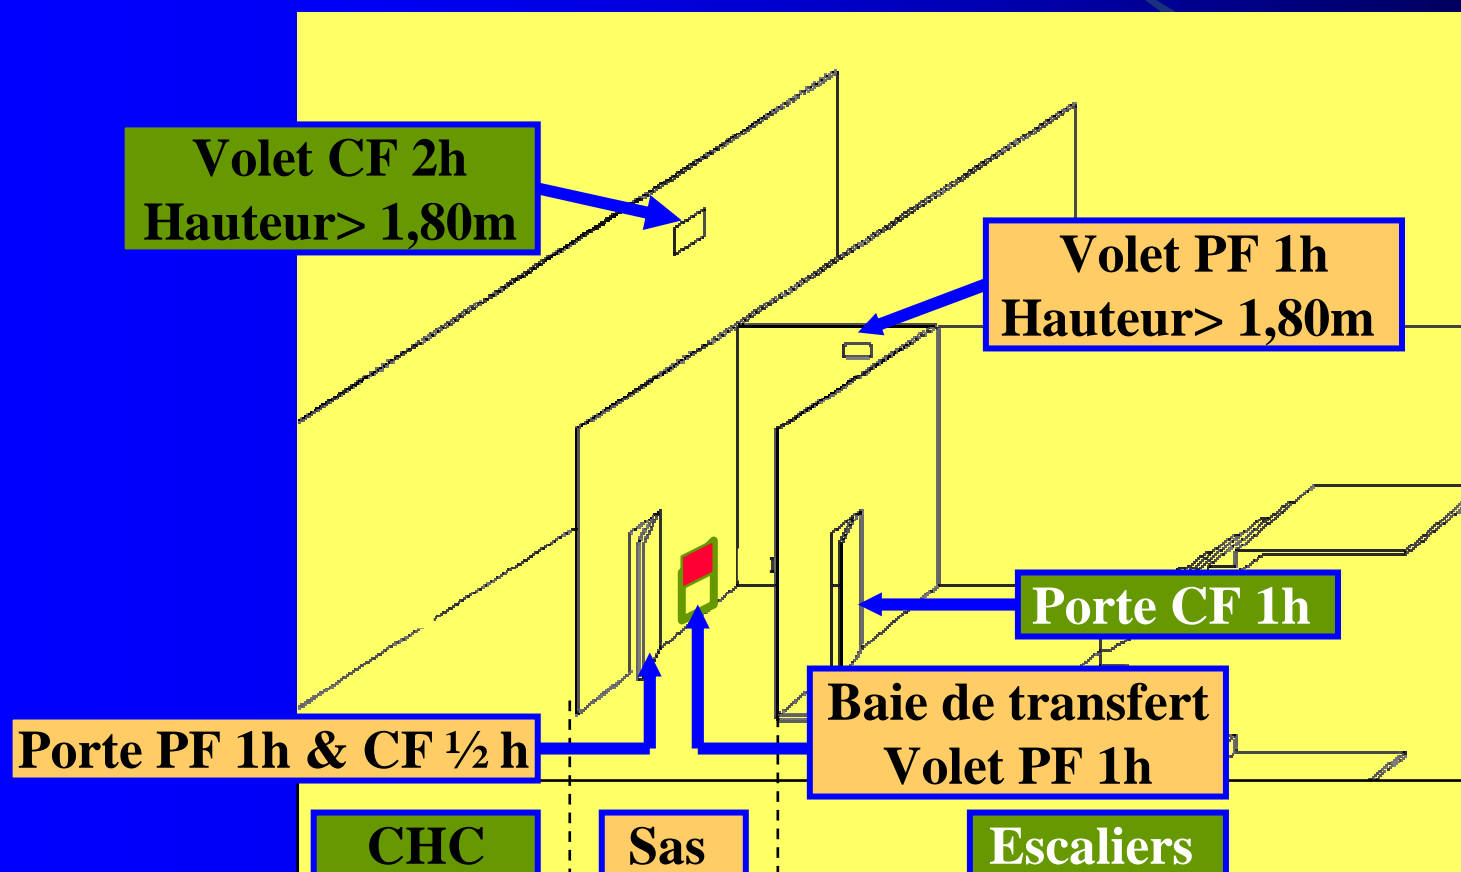 Volet CF 2h
Hauteur> 1,80m
Volet PF 1h
Hauteur> 1,80m
Porte CF 1h
Baie de transfert
Volet PF 1h
Porte PF 1h & CF ½ h
CHC
Sas
Escaliers